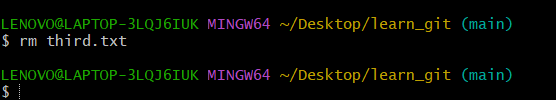 LENOVO@LAPTOP-3LQJ6IUK MINGW64 ~/Desktop/learn_git (main)
$ rm third.txt
LENOVO@LAPTOP-3LQJ6IUK MINGW64 ~/Desktop/learn_git (main)
$